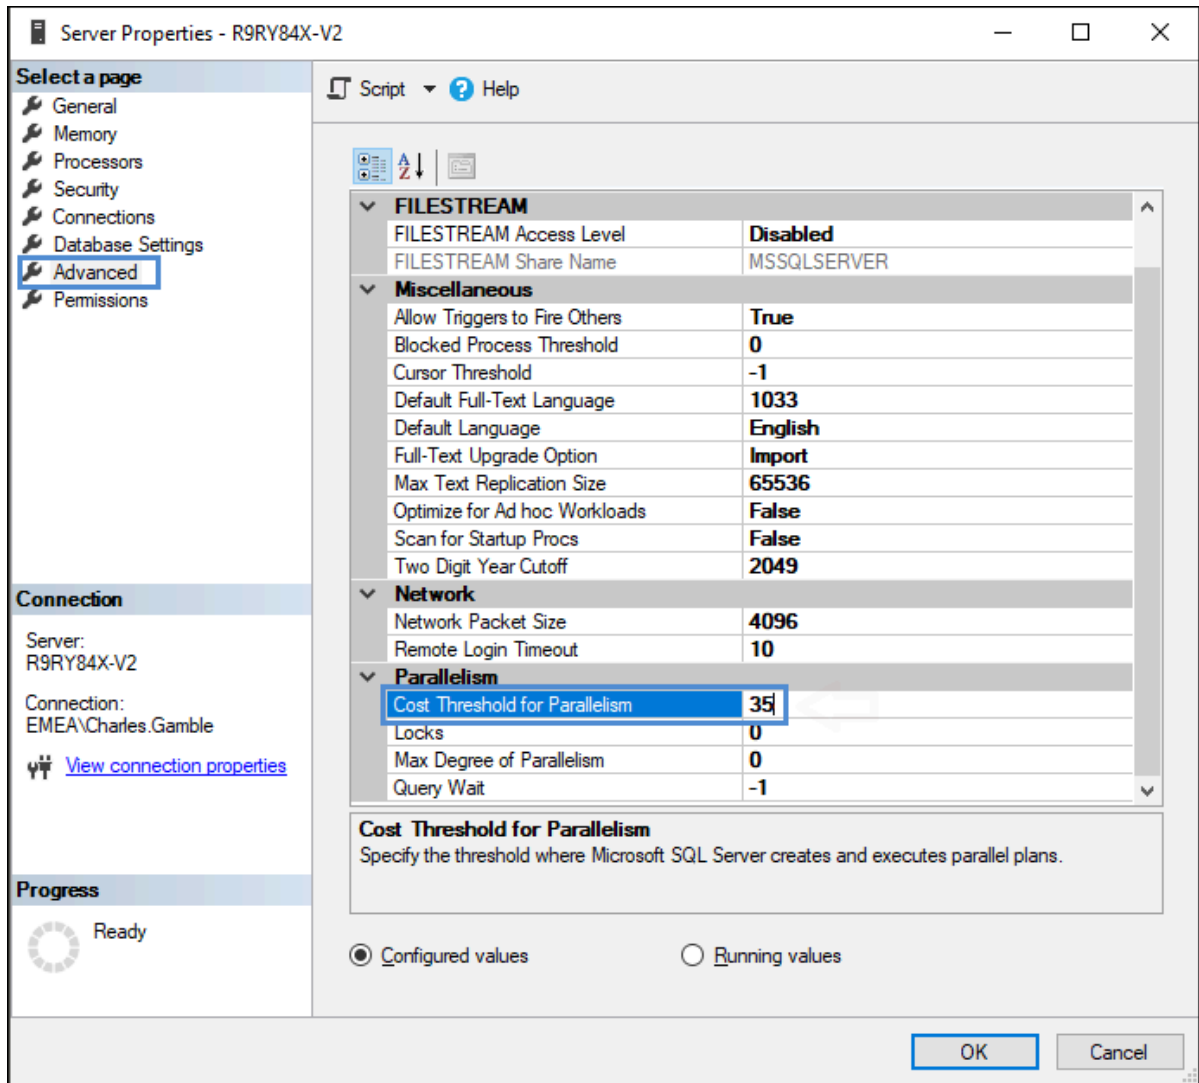 Server Properties - R9RY84X-V2
Select a page
General
Memory
Processors
Security
Connections
Database Settings
Advanced
Permissions
Connection
Server:
R9RY84X-V2
Connection:
EMEA\Charles.Gamble
View connection properties
Progress
Ready
Script Help
FILESTREAM
FILESTREAM Access Level Disabled
FILESTREAM Share Name MSSQLSERVER
Miscellaneous
Allow Triggers to Fire Others True
Blocked Process Threshold 0
Cursor Threshold -1
Default Full-Text Language 1033
Default Language English
Full-Text Upgrade Option Import
Max Text Replication Size 65536
Optimize for Ad hoc Workloads False
Scan for Startup Procs False
Two Digit Year Cutoff 2049
Network
Network Packet Size 4096
Remote Login Timeout 10
Parallelism
Cost Threshold for Parallelism 35
Locks 0
Max Degree of Parallelism 0
Query Wait -1
Cost Threshold for Parallelism
Specify the threshold where Microsoft SQL Server creates and executes parallel plans.
Configured values Running values
OK Cancel